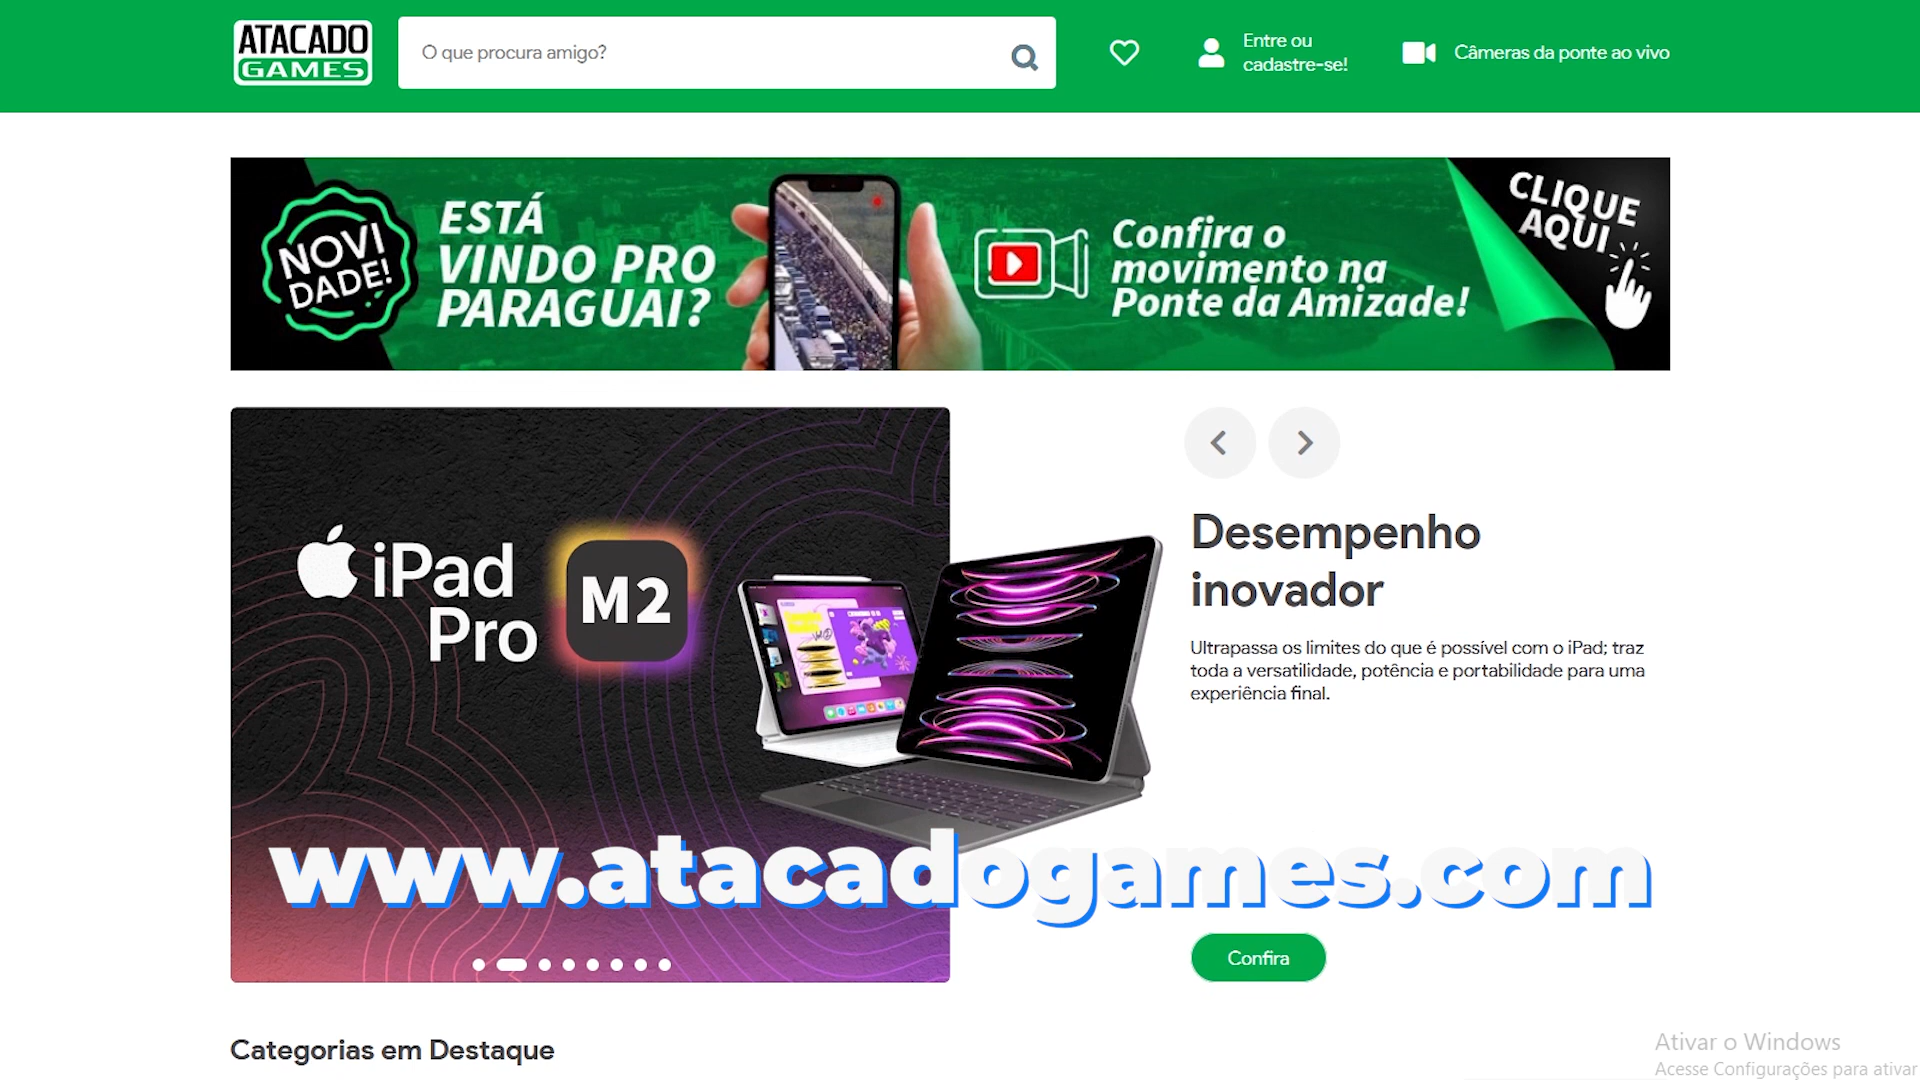 ATACADO
GAMES
O que procura amigo?
Entre ou
cadastre-se!
Câmeras da ponte ao vivo
NOVI
DADE!
ESTÁ
VINDO PRO
PARAGUAI?
Confira o
movimento na
Ponte da Amizade!
CLIQUE
AQUI
iPad
Pro
M2
Desempenho
inovador
Ultrapassa os limites do que é possível com o iPad; traz
toda a versatilidade, potência e portabilidade para uma
experiência final.
www.atacadogames.com
Confira
Categorias em Destaque
Ativar o Windows
Acesse Configurações para ativar